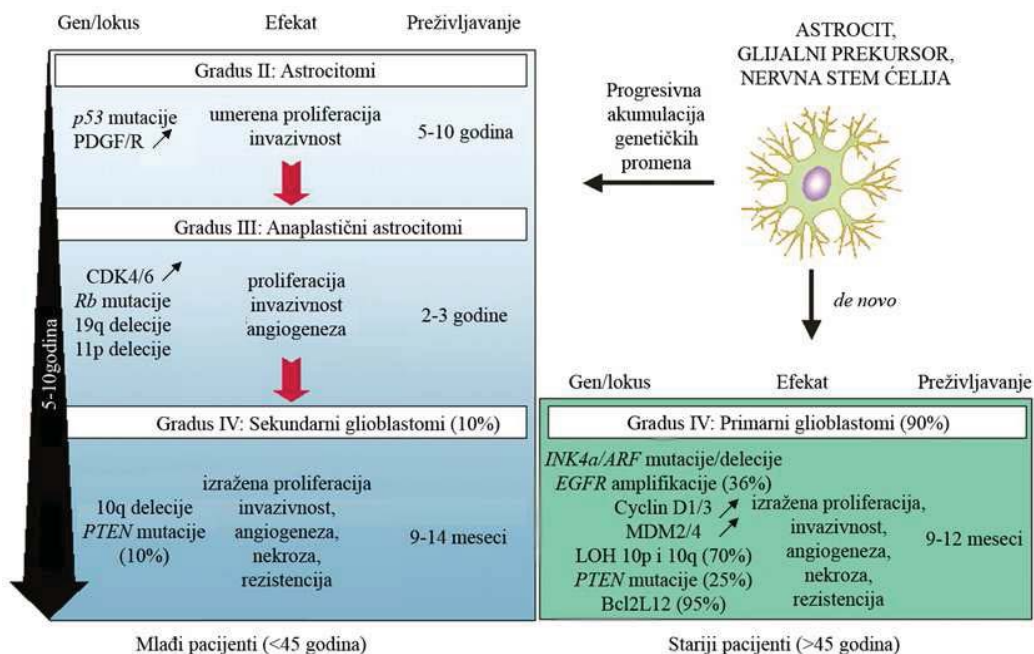 Gen/lokus Efekat Preživljavanje
Gradus II: Astrocitomi
p53 mutacije
PDGF/R
umerena proliferacija
invazivnost
5-10 godina
Gradus III: Anaplastični astrocitomi
CDK4/6
Rb mutacije
19q delecije
11p delecije
proliferacija
invazivnost
angiogeneza
2-3 godine
Gradus IV: Sekundarni glioblastomi (10%)
10q delecije
PTEN mutacije
(10%)
izražena proliferacija
invazivnost,
angiogeneza,
nekroza,
rezistencija
9-14 meseci
5-10godina
Mlađi pacijenti (<45 godina)
ASTROCIT,
GLIJALNI PREKURSOR,
NERVNA STEM ĆELIJA
Progresivna
akumulacija
genetičkih
promena
de novo
Gen/lokus Efekat Preživljavanje
Gradus IV: Primarni glioblastomi (90%)
INK4a/ARF mutacije/delecije
EGFR amplifikacije (36%)
Cyclin D1/3
MDM2/4
LOH 10p i 10q (70%)
PTEN mutacije (25%)
Bcl2L12 (95%)
izražena proliferacija,
invazivnost,
angiogeneza,
nekroza,
rezistencija
9-12 meseci
Stariji pacijenti (>45 godina)